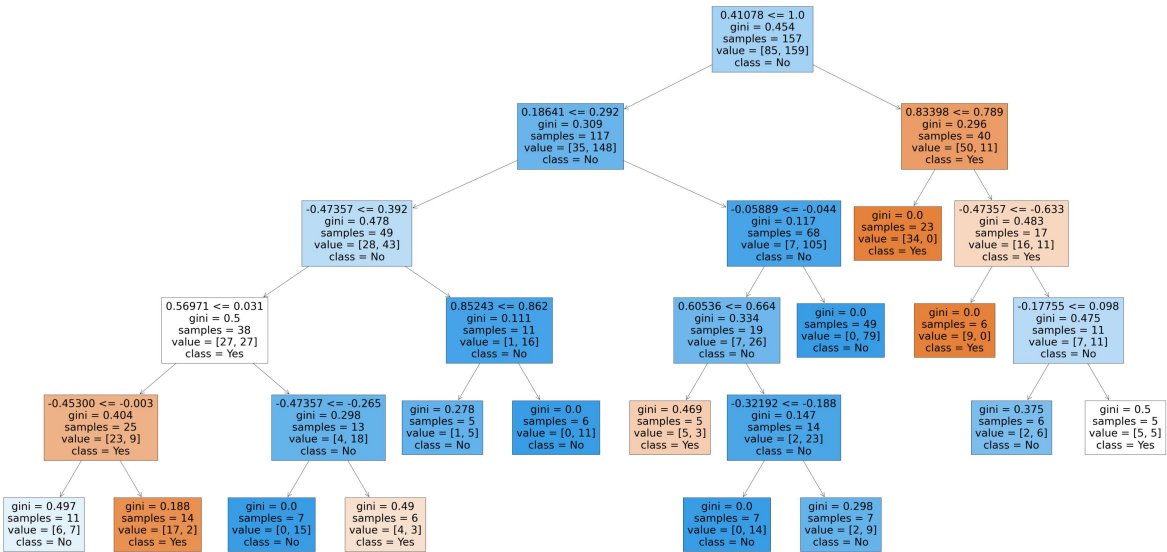 0.41078 <= 1.0
gini = 0.454
samples = 157
value = [85, 159]
class = No
0.18641 <= 0.292
gini = 0.309
samples = 117
value = [35, 148]
class = No
0.83398 <= 0.789
gini = 0.296
samples = 40
value = [50, 11]
class = Yes
-0.47357 <= 0.392
gini = 0.478
samples = 49
value = [28, 43]
class = No
-0.05889 <= -0.044
gini = 0.117
samples = 68
value = [7, 105]
class = No
gini = 0.0
samples = 23
value = [34, 0]
class = Yes
-0.47357 <= -0.633
gini = 0.483
samples = 17
value = [16, 11]
class = Yes
0.56971 <= 0.031
gini = 0.5
samples = 38
value = [27, 27]
class = Yes
0.85243 <= 0.862
gini = 0.111
samples = 11
value = [1, 16]
class = No
0.60536 <= 0.664
gini = 0.334
samples = 19
value = [7, 26]
class = No
gini = 0.0
samples = 49
value = [0, 79]
class = No
gini = 0.0
samples = 6
value = [9, 0]
class = Yes
-0.17755 <= 0.098
gini = 0.475
samples = 11
value = [7, 11]
class = No
-0.45300 <= -0.003
gini = 0.404
samples = 25
value = [23, 9]
class = Yes
-0.47357 <= -0.265
gini = 0.298
samples = 13
value = [4, 18]
class = No
gini = 0.278
samples = 5
value = [1, 5]
class = No
gini = 0.0
samples = 6
value = [0, 11]
class = No
gini = 0.469
samples = 5
value = [5, 3]
class = Yes
-0.32192 <= -0.188
gini = 0.147
samples = 14
value = [2, 23]
class = No
gini = 0.375
samples = 6
value = [2, 6]
class = No
gini = 0.5
samples = 5
value = [5, 5]
class = Yes
gini = 0.497
samples = 11
value = [6, 7]
class = No
gini = 0.188
samples = 14
value = [17, 2]
class = Yes
gini = 0.0
samples = 7
value = [0, 15]
class = No
gini = 0.49
samples = 6
value = [4, 3]
class = Yes
gini = 0.0
samples = 7
value = [0, 14]
class = No
gini = 0.298
samples = 7
value = [2, 9]
class = No